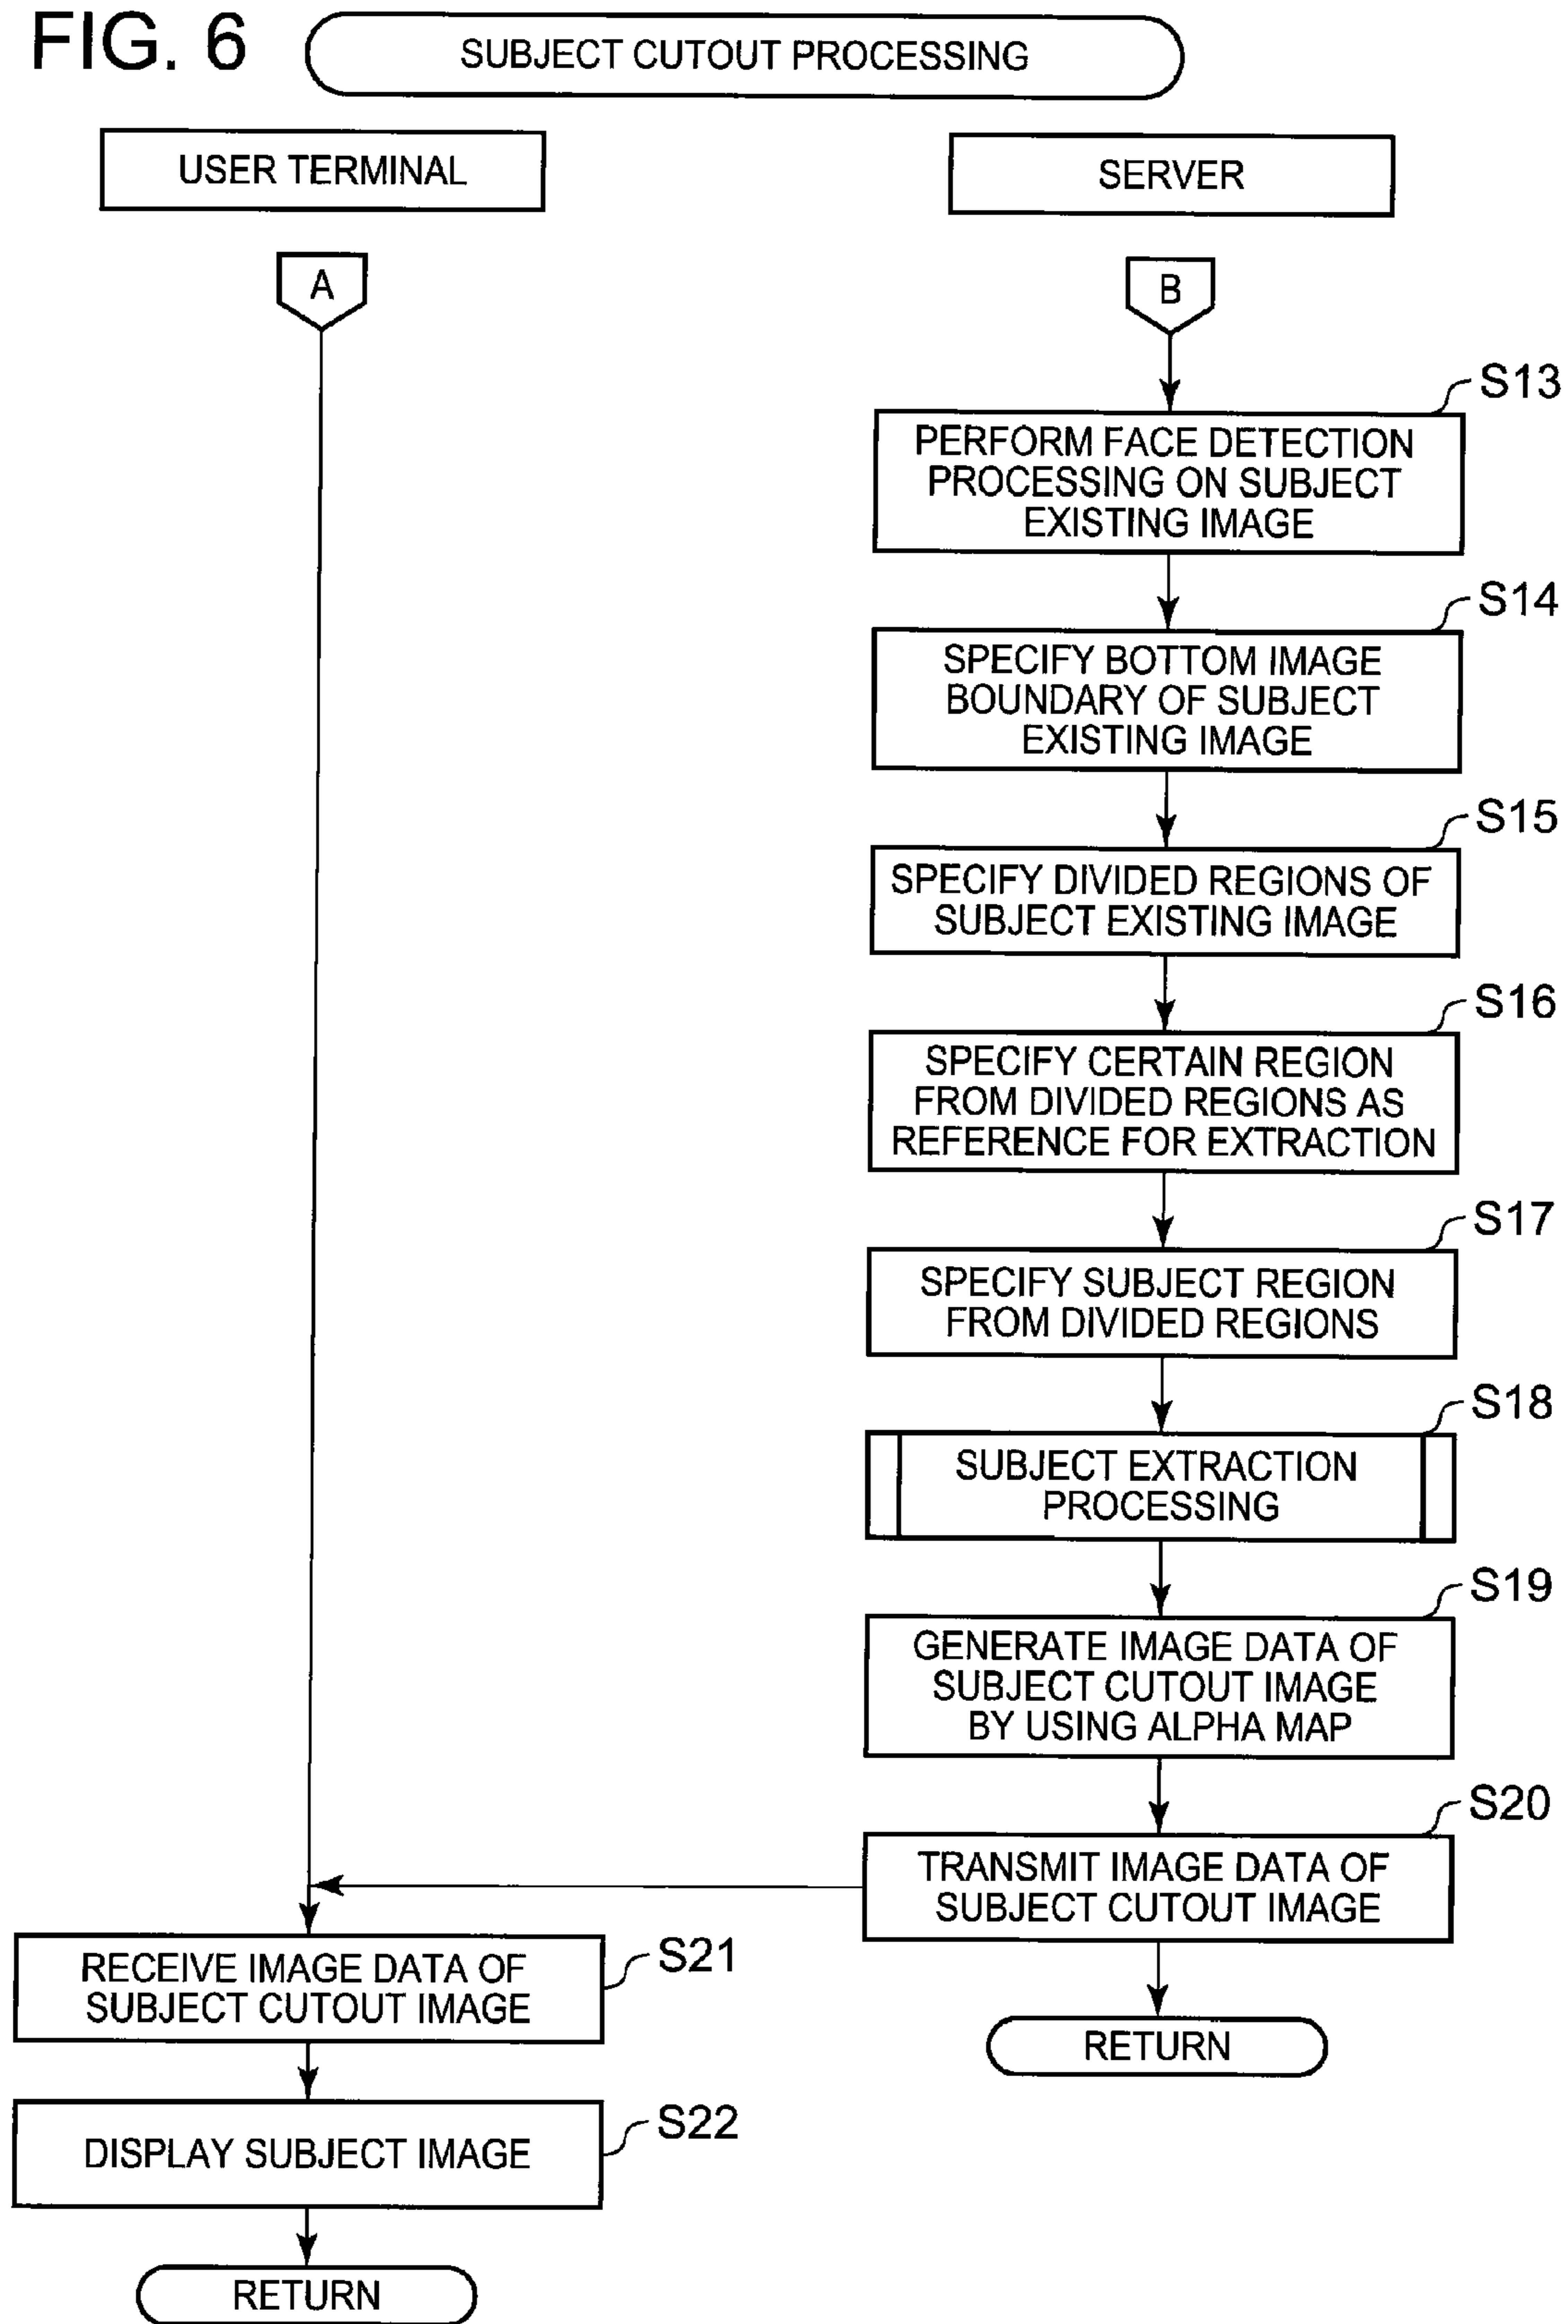 FIG. 6
SUBJECT CUTOUT PROCESSING
USER TERMINAL
SERVER
A
B
S13
PERFORM FACE DETECTION
PROCESSING ON SUBJECT
EXISTING IMAGE
S14
SPECIFY BOTTOM IMAGE
BOUNDARY OF SUBJECT
EXISTING IMAGE
S15
SPECIFY DIVIDED REGIONS OF
SUBJECT EXISTING IMAGE
S16
SPECIFY CERTAIN REGION
FROM DIVIDED REGIONS AS
REFERENCE FOR EXTRACTION
S17
SPECIFY SUBJECT REGION
FROM DIVIDED REGIONS
S18
SUBJECT EXTRACTION
PROCESSING
S19
GENERATE IMAGE DATA OF
SUBJECT CUTOUT IMAGE
BY USING ALPHA MAP
S20
TRANSMIT IMAGE DATA OF
SUBJECT CUTOUT IMAGE
RETURN
S21
RECEIVE IMAGE DATA OF
SUBJECT CUTOUT IMAGE
S22
DISPLAY SUBJECT IMAGE
RETURN